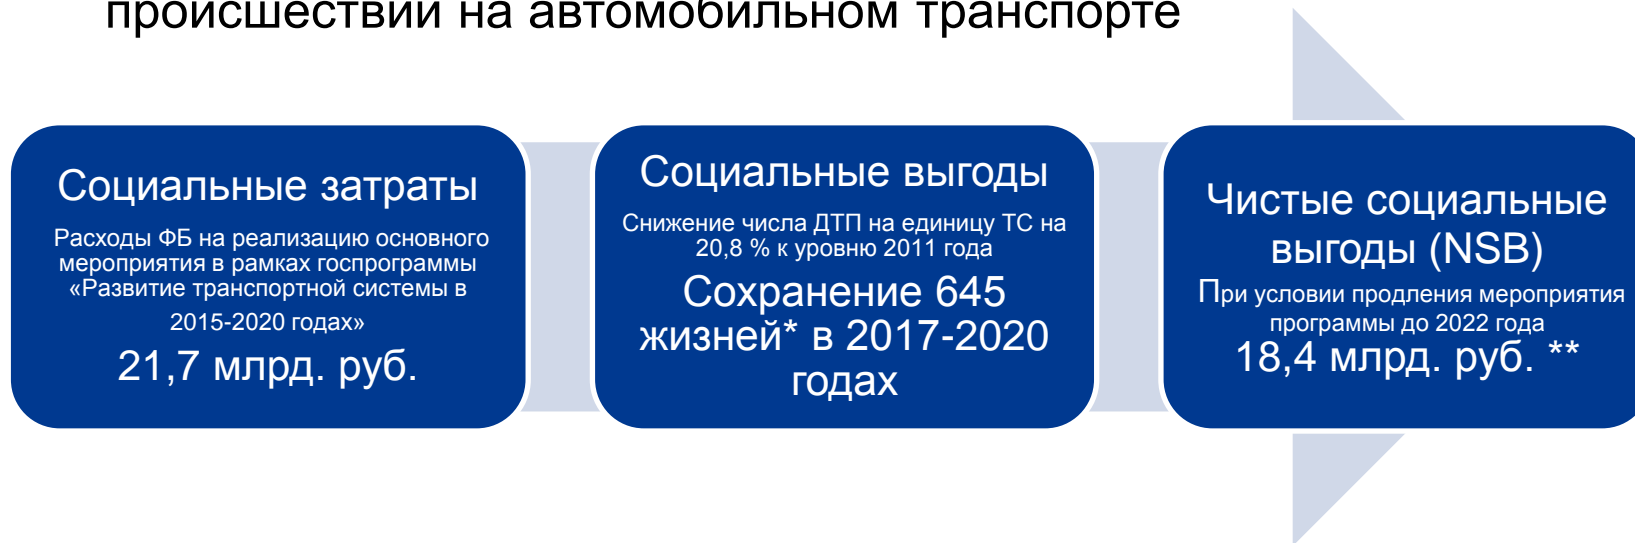 происшествий на автомобильном транспорте
Социальные затраты
Расходы ФБ на реализацию основного
мероприятия в рамках госпрограммы
«Развитие транспортной системы в
2015-2020 годах»
21,7 млрд. руб.
Социальные выгоды
Снижение числа ДТП на единицу ТС на
20,8 % к уровню 2011 года
Сохранение 645
жизней* в 2017-2020
годах
Чистые социальные
выгоды (NSB)
При условии продления мероприятия
программы до 2022 года
18,4 млрд. руб. **